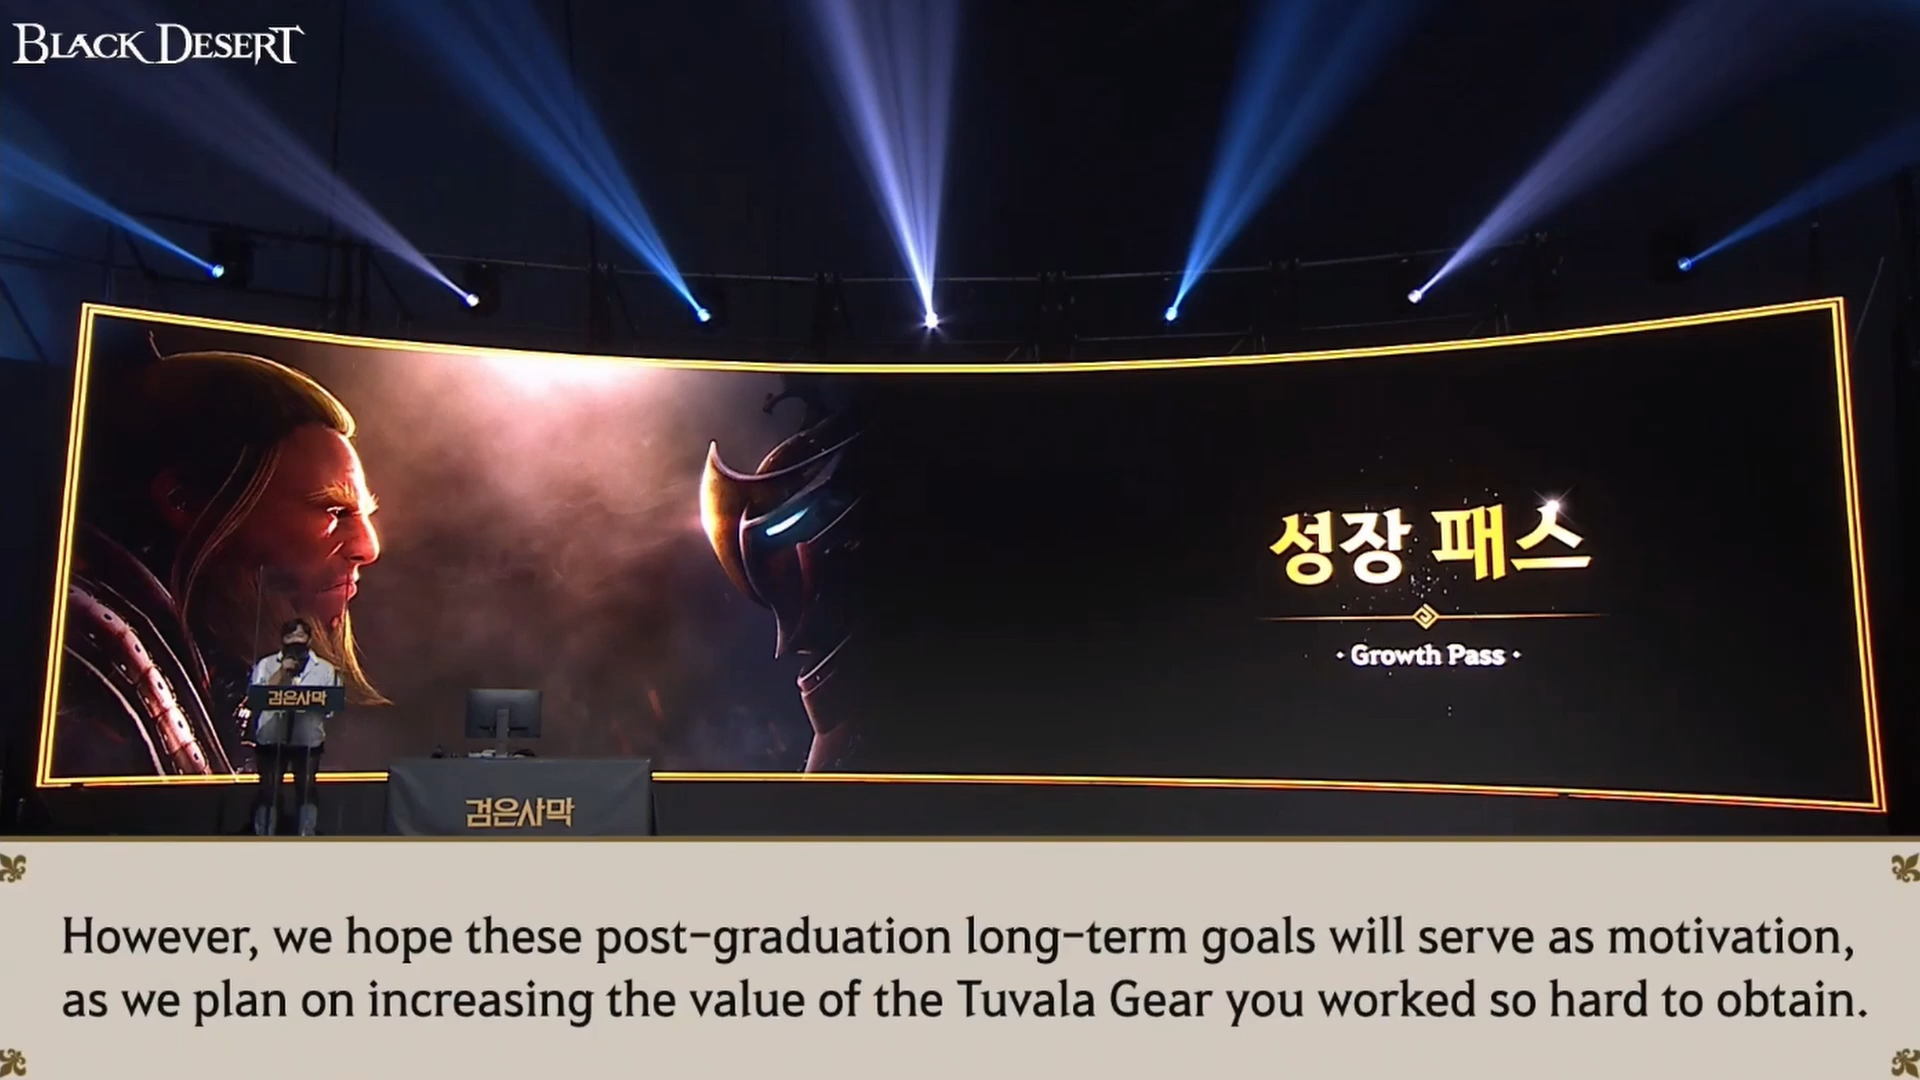 BLACK DESERT
성장 패스
• Growth Pass •
검은사막
검은사막
However, we hope these post-graduation long-term goals will serve as motivation,
as we plan on increasing the value of the Tuvala Gear you worked so hard to obtain.